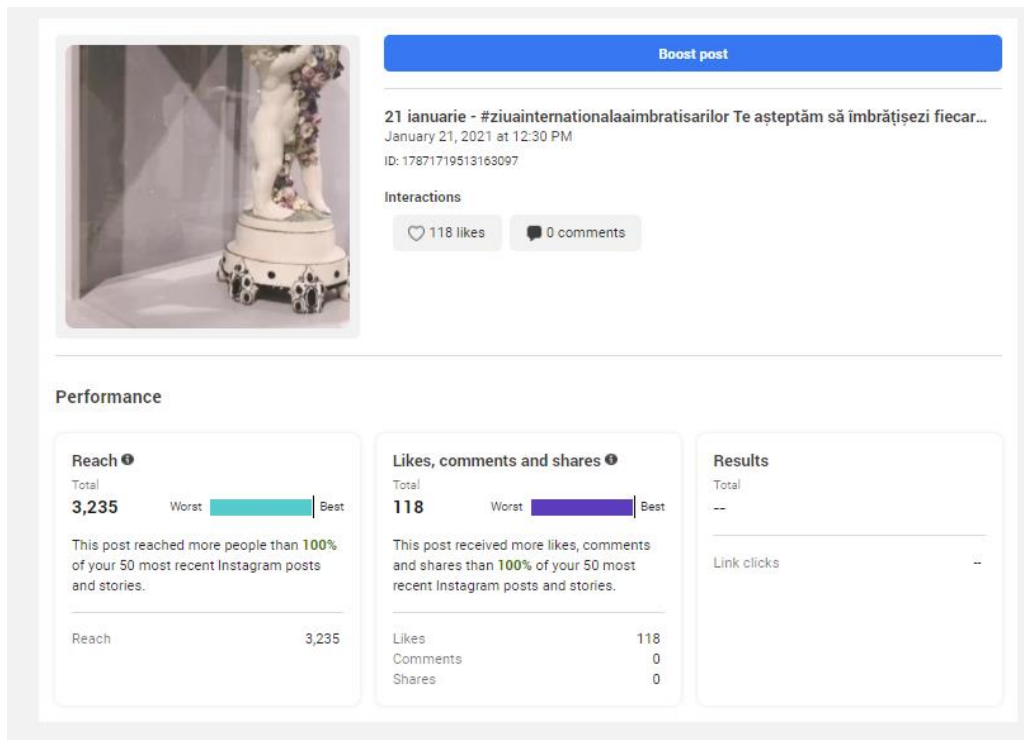 Boost post
21 ianuarie - #ziuainternationalaaimbratisarilor Te așteptăm să îmbrățișezi fiecar...
January 21, 2021 at 12:30 PM
ID: 17871719513163097
Interactions
118 likes
0 comments
Performance
Reach
Total
3,235
Worst
Best
This post reached more people than 100%
of your 50 most recent Instagram posts
and stories.
Reach 3,235
Likes, comments and shares
Total
118
Worst
Best
This post received more likes, comments
and shares than 100% of your 50 most
recent Instagram posts and stories.
Likes 118
Comments 0
Shares 0
Results
Total
--
Link clicks --